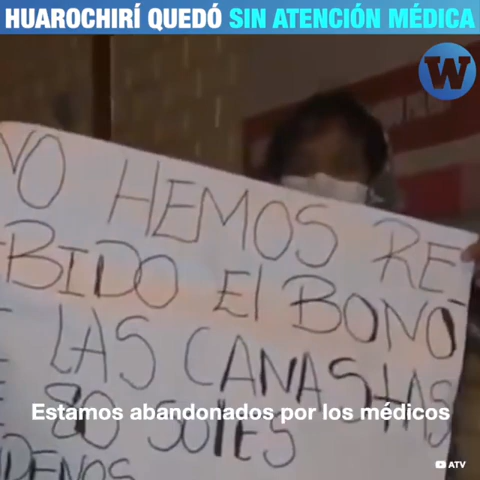 HUAROCHIRÍ QUEDÓ SIN ATENCIÓN MÉDICA
W
NO HEMOS RE-
BIDO El BONO
LAS CANASTAS
80 SOLES
Estamos abandonados por los médicos
ATV